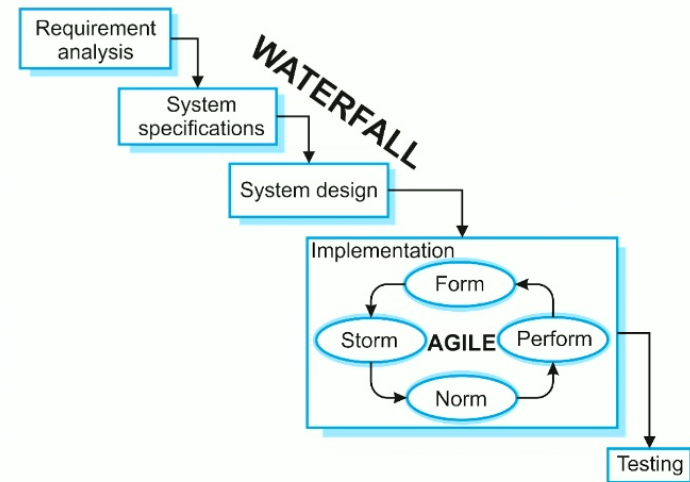 Requirement
analysis
WATERFALL
System
specifications
System design
Implementation
Form
Storm
AGILE
Perform
Norm
Testing